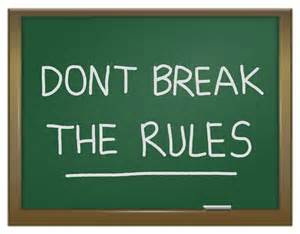 DONT BREAK
THE RULES